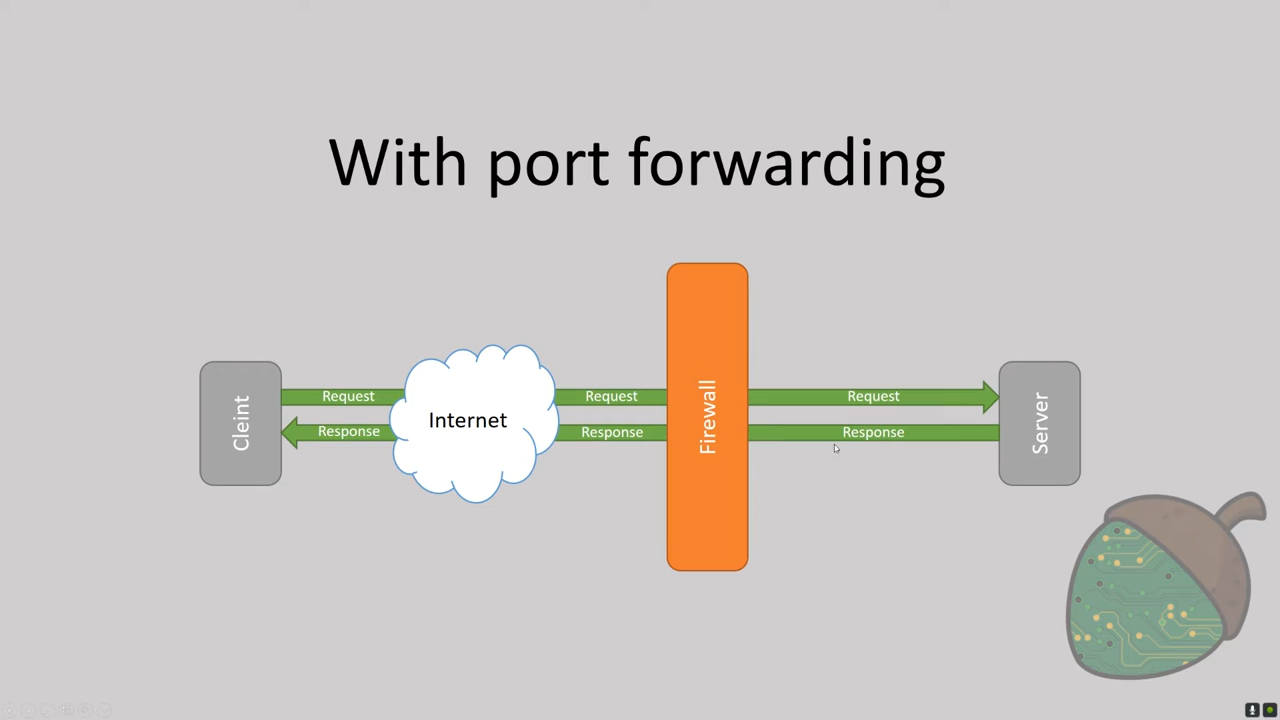 With port forwarding
Cleint
Request
Response
Internet
Request
Response
Firewall
Request
Response
Server